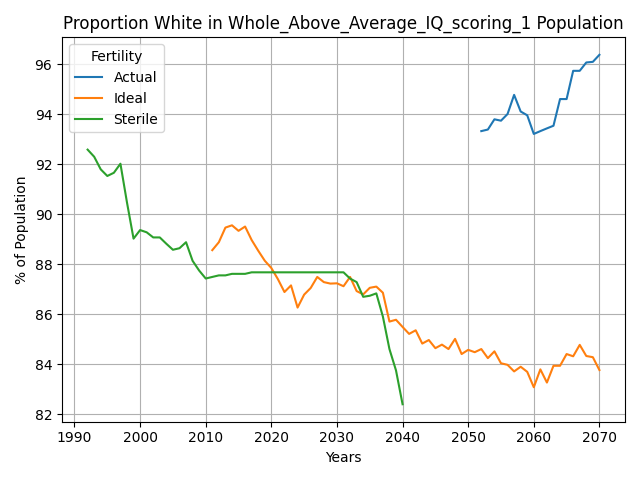 Proportion White in Whole_Above_Average_IQ_scoring_1 Population
Fertility
Actual
Ideal
Sterile
% of Population
96
94
92
90
88
86
84
82
1990
2000
2010
2020
2030
2040
2050
2060
2070
Years